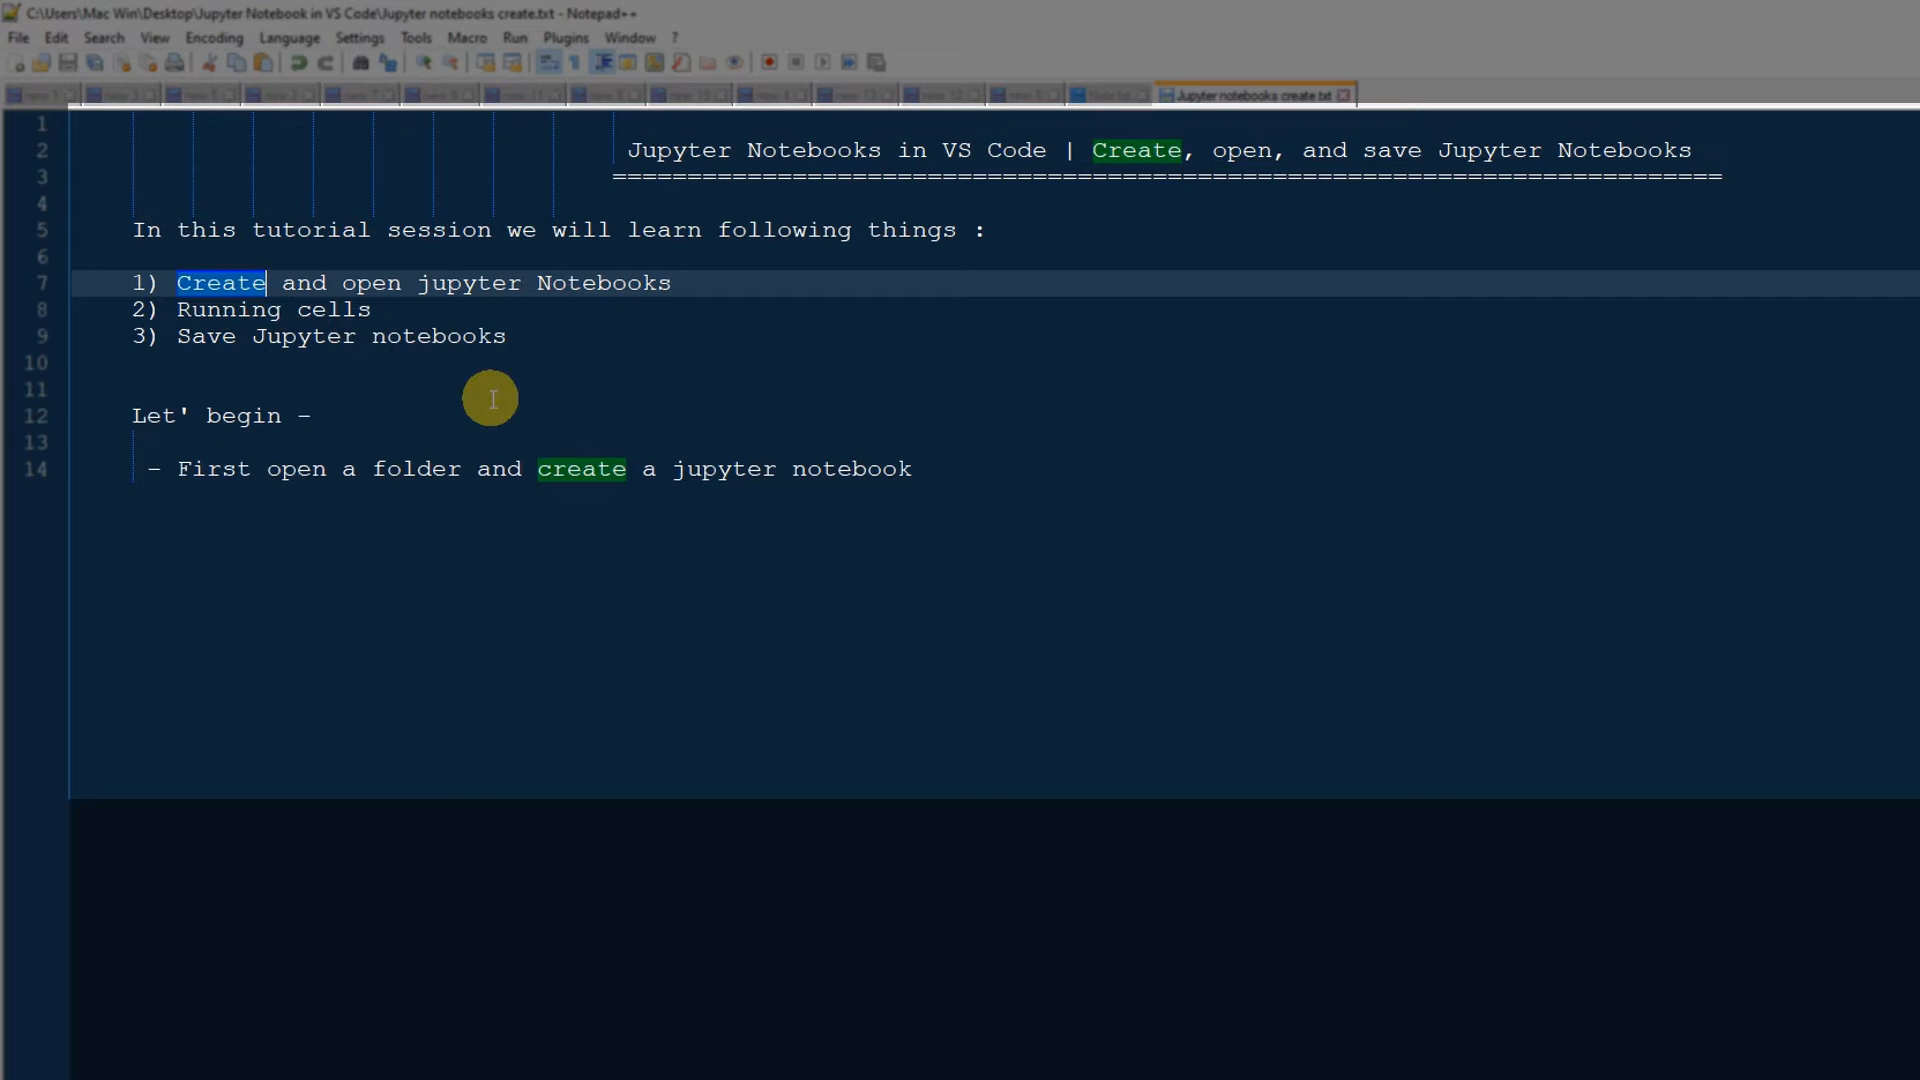 C:\Users\Mac Win\Desktop\Jupyter Notebook in VS Code\Jupyter notebooks create.txt - Notepad++
File Edit Search View Encoding Language Settings Tools Macro Run Plugins Window ?
Jupyter notebooks create.txt
1
2 Jupyter Notebooks in VS Code | Create, open, and save Jupyter Notebooks
3 ==========================================================================
4
5 In this tutorial session we will learn following things :
6
7 1) Create and open jupyter Notebooks
8 2) Running cells
9 3) Save Jupyter notebooks
10
11
12 Let' begin -
13
14 - First open a folder and create a jupyter notebook